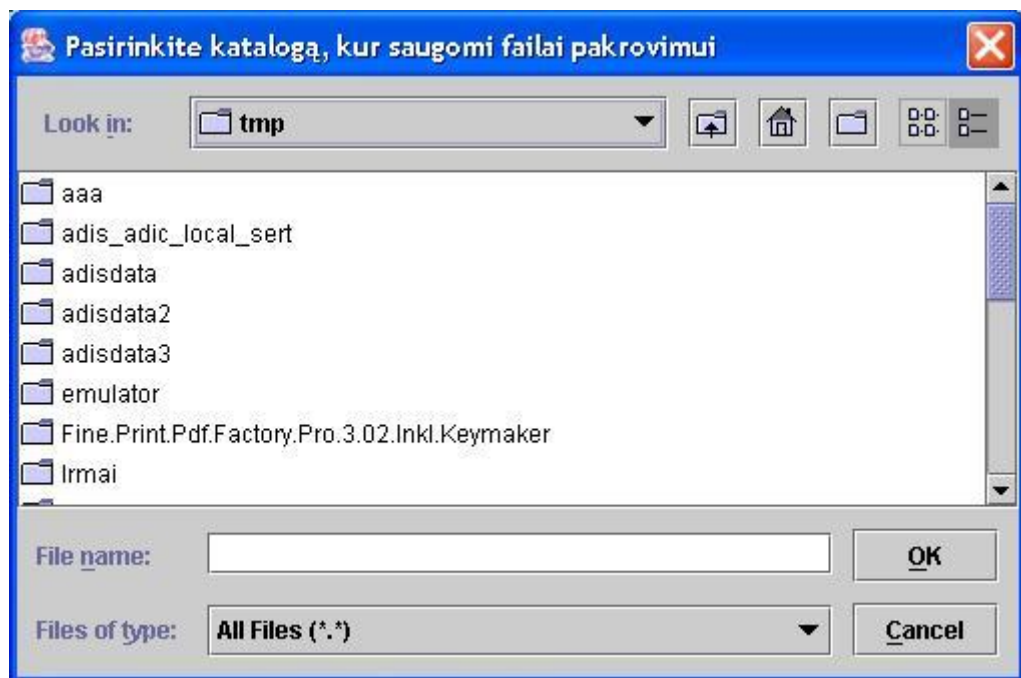 Pasirinkite katalogą, kur saugomi failai pakrovimui
Look in: tmp
aaa
adis_adic_local_sert
adisdata
adisdata2
adisdata3
emulator
Fine.Print.Pdf.Factory.Pro.3.02.Inkl.Keymaker
Irmai
File name: OK
Files of type: All Files (*.*) Cancel